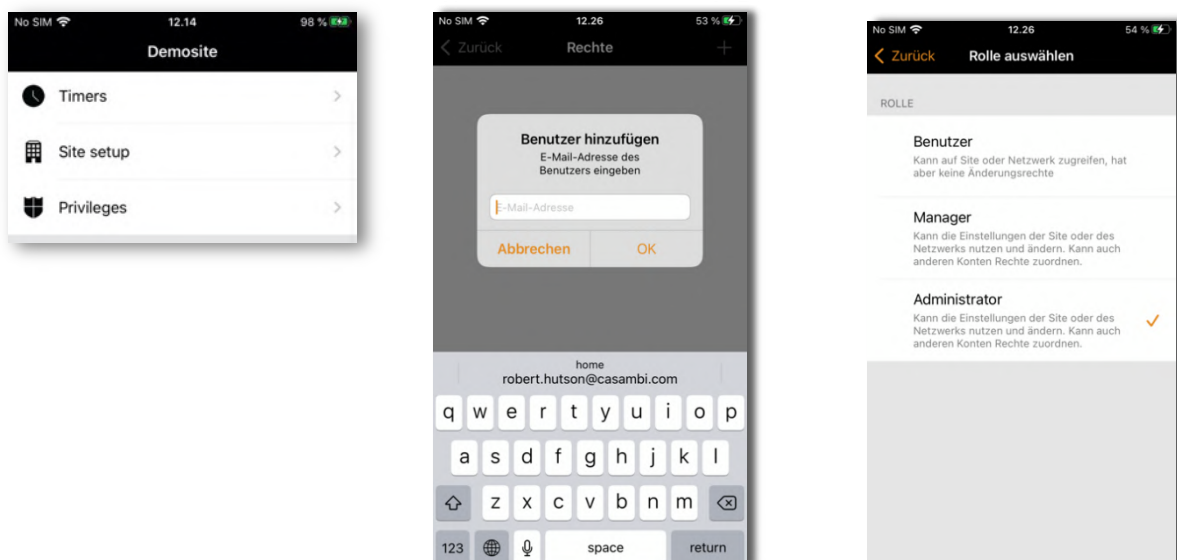 No SIM 12.14 98 %
Demosite
Timers
Site setup
Privileges
No SIM 12.26 53 %
Zurück Rechte
Benutzer hinzufügen
E-Mail-Adresse des
Benutzers eingeben
E-Mail-Adresse
Abbrechen OK
home
robert.hutson@casambi.com
q w e r t y u i o p
a s d f g h j k l
z x c v b n m
123 space return
No SIM 12.26 54 %
Zurück Rolle auswählen
ROLLE
Benutzer
Kann auf Site oder Netzwerk zugreifen, hat
aber keine Änderungsrechte
Manager
Kann die Einstellungen der Site oder des
Netzwerks nutzen und ändern. Kann auch
anderen Konten Rechte zuordnen.
Administrator
Kann die Einstellungen der Site oder des
Netzwerks nutzen und ändern. Kann auch
anderen Konten Rechte zuordnen.